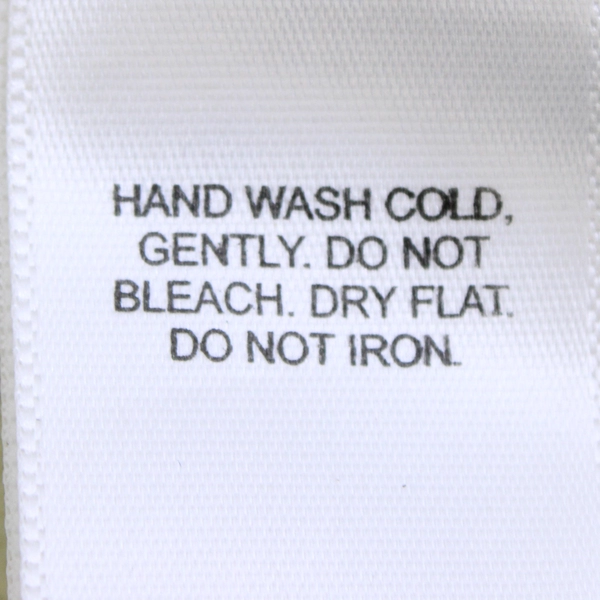 HAND WASH COLD,
GENTLY. DO NOT
BLEACH. DRY FLAT.
DO NOT IRON.